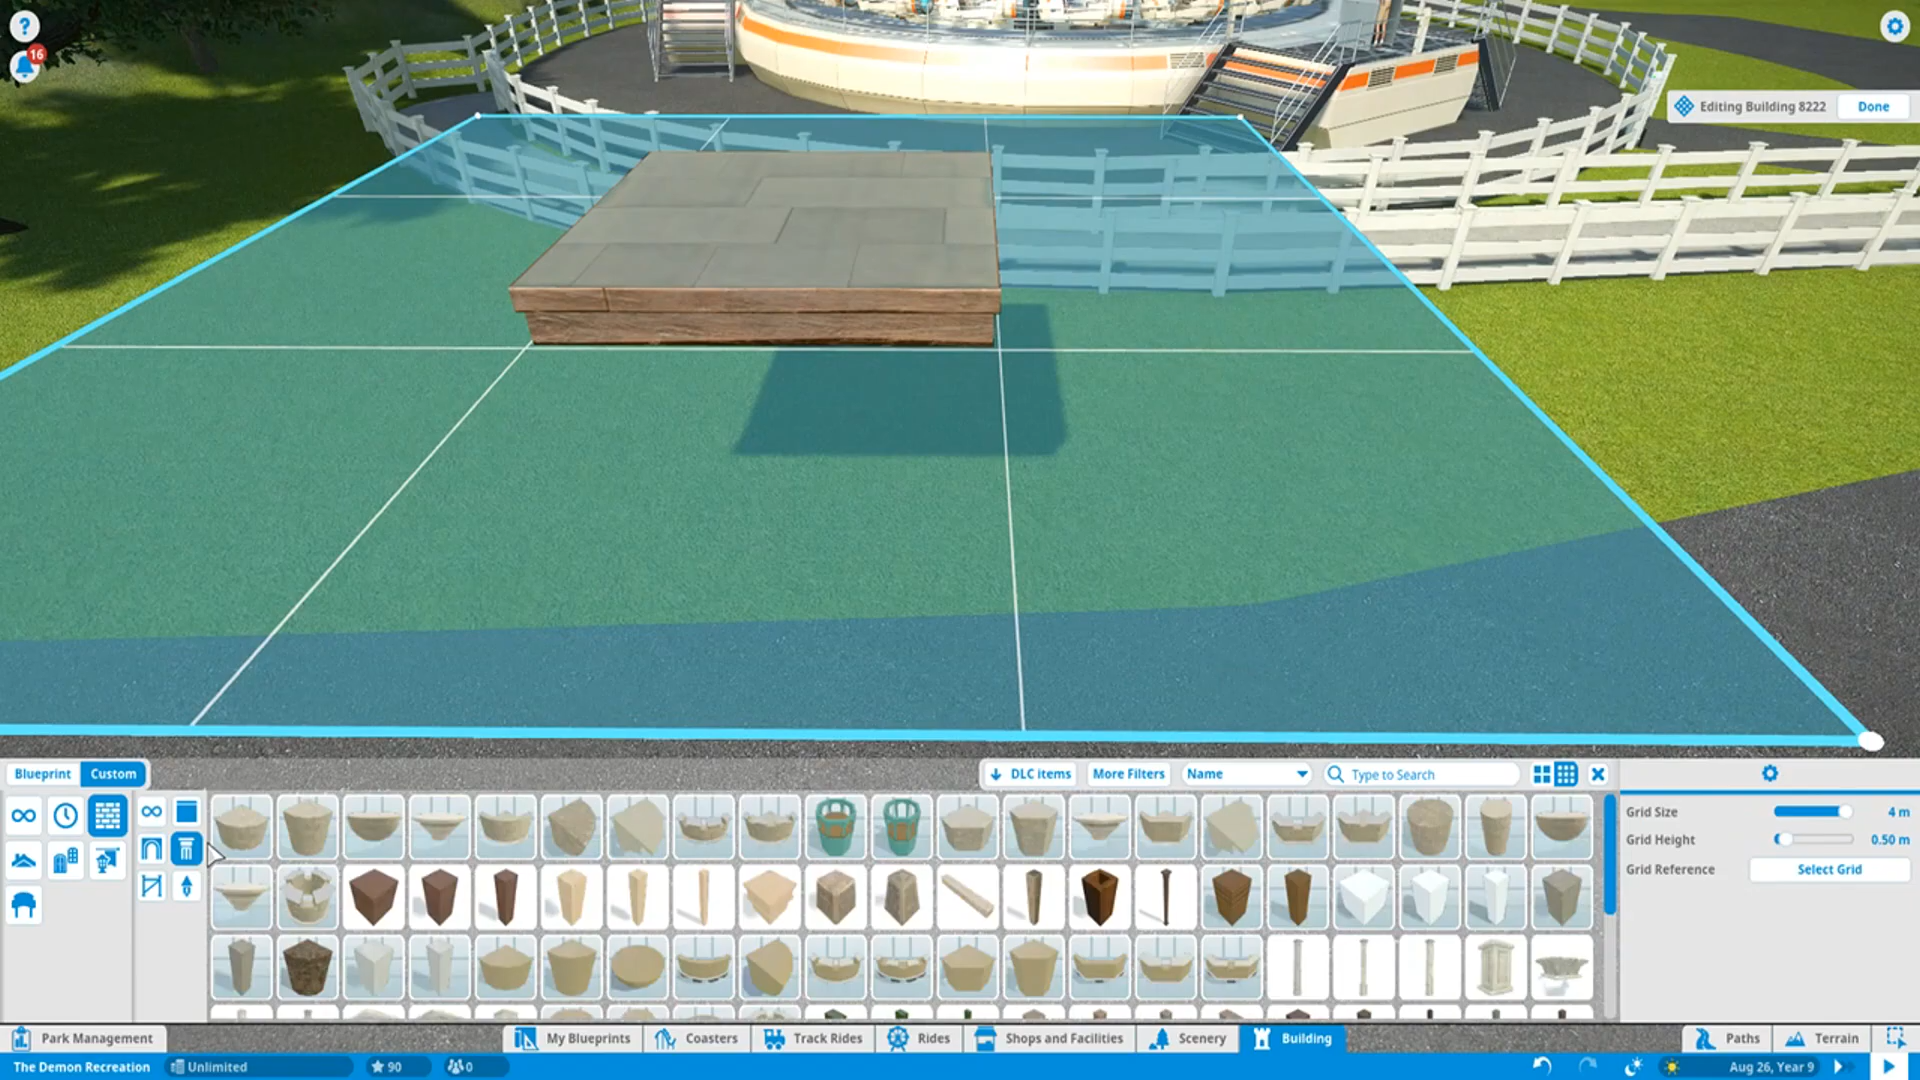 ?
16
Editing Building 8222
Done
Blueprint
Custom
DLC items
More Filters
Name
Type to Search
Grid Size
4 m
Grid Height
0.50 m
Grid Reference
Select Grid
Park Management
My Blueprints
Coasters
Track Rides
Rides
Shops and Facilities
Scenery
Building
Paths
Terrain
The Demon Recreation
Unlimited
90
0
Aug 26, Year 9